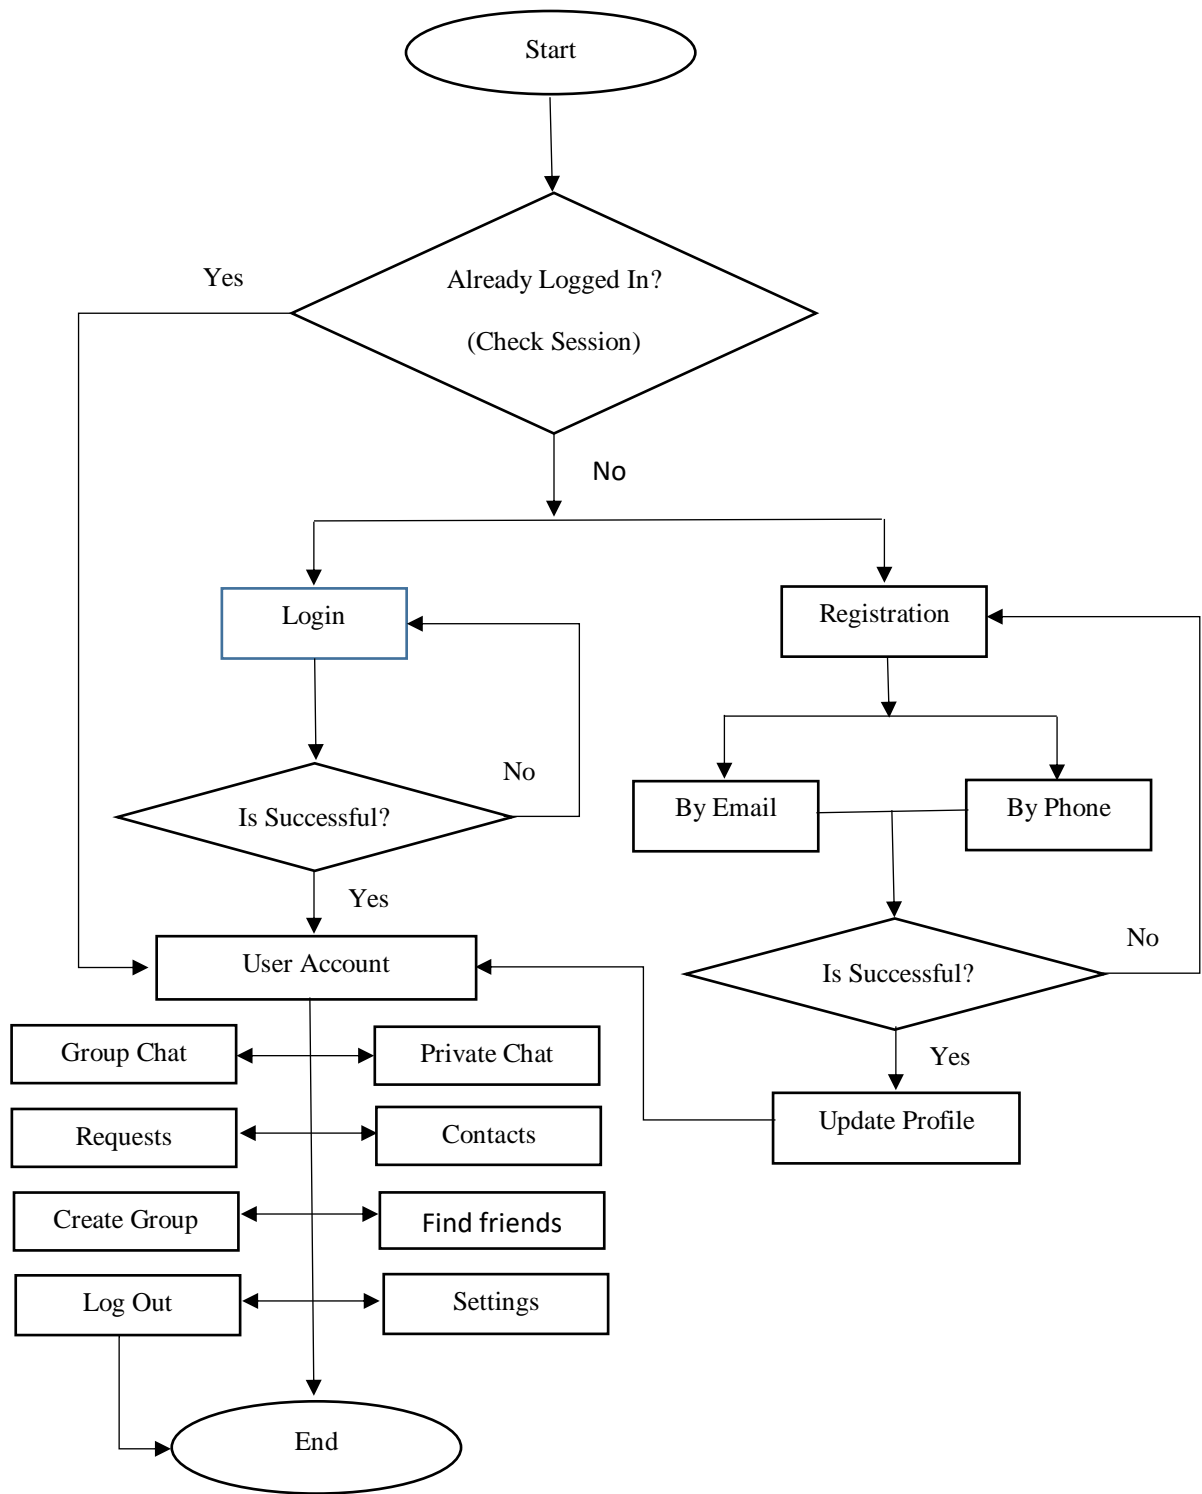 Start
Yes
Already Logged In?
(Check Session)
No
Login
Registration
No
Is Successful?
By Email
By Phone
Yes
User Account
No
Is Successful?
Group Chat
Private Chat
Yes
Requests
Contacts
Update Profile
Create Group
Find friends
Log Out
Settings
End